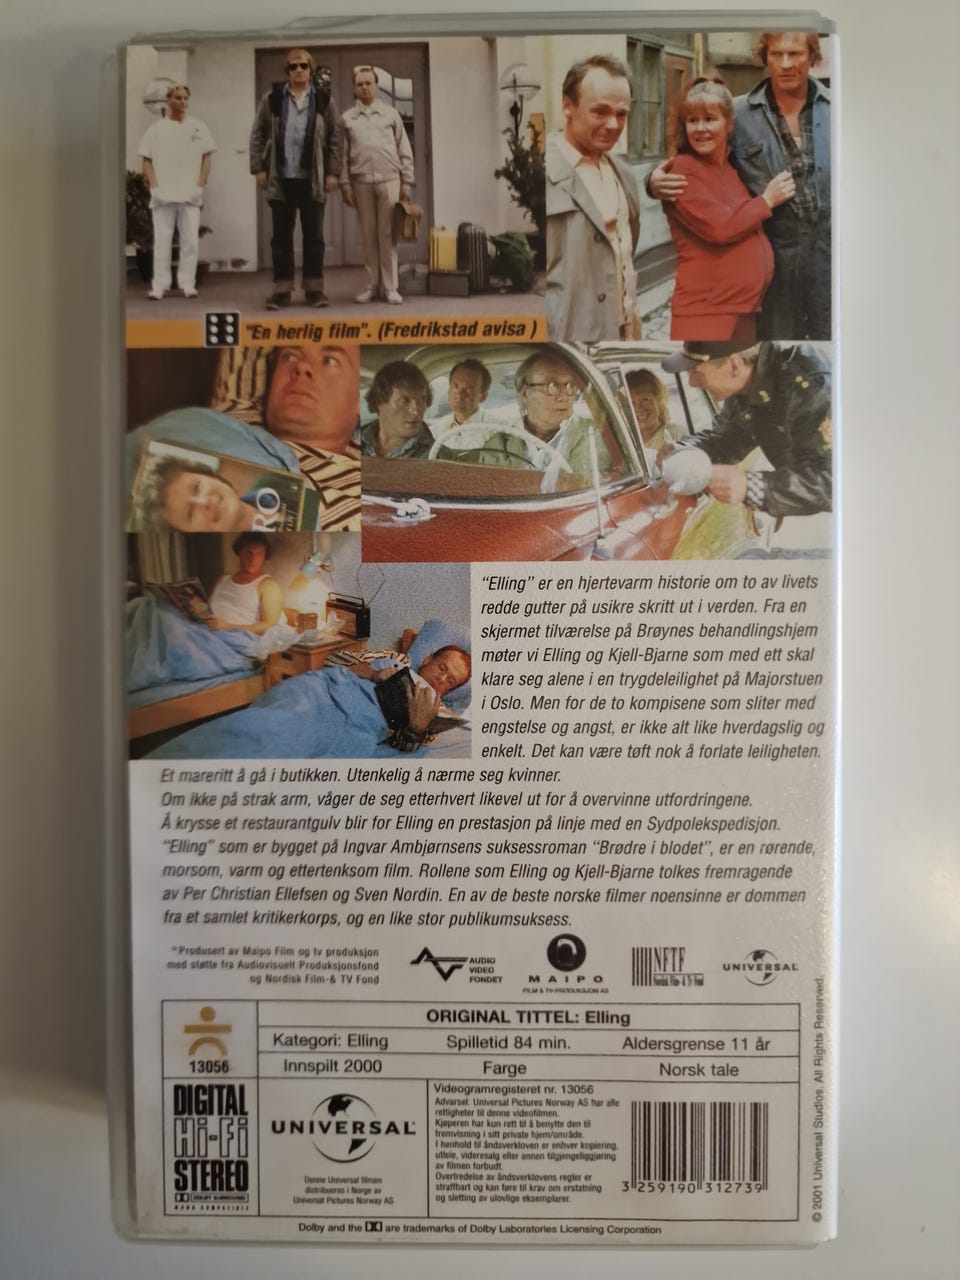 "En herlig film". (Fredrikstad avisa )
RO
"Elling" er en hjertevarm historie om to av livets
redde gutter på usikre skritt ut i verden. Fra en
skjermet tilværelse på Brøynes behandlingshjem
møter vi Elling og Kjell-Bjarne som med ett skal
klare seg alene i en trygdeleilighet på Majorstuen
i Oslo. Men for de to kompisene som sliter med
engstelse og angst, er ikke alt like hverdagslig og
enkelt. Det kan være tøft nok å forlate leiligheten.
Et mareritt å gå i butikken. Utenkelig å nærme seg kvinner.
Om ikke på strak arm, våger de seg etterhvert likevel ut for å overvinne utfordringene.
Å krysse et restaurantgulv blir for Elling en prestasjon på linje med en Sydpolekspedisjon.
"Elling" som er bygget på Ingvar Ambjørnsens suksessroman "Brødre i blodet", er en rørende,
morsom, varm og ettertenksom film. Rollene som Elling og Kjell-Bjarne tolkes fremragende
av Per Christian Ellefsen og Sven Nordin. En av de beste norske filmer noensinne er dommen
fra et samlet kritikerkorps, og en like stor publikumsuksess.
"Produsert av Maipo Film og tv produksjon
med støtte fra Audiovisuelt Produksjonsfond
og Nordisk Film- & TV Fond
AUDIO
VIDEO
FONDET
MAIPO
FILM & TV-PRODUKSJON AS
NFTF
Nordisk Film- & Tv Fond
UNIVERSAL
ORIGINAL TITTEL: Elling
Kategori: Elling Spilletid 84 min. Aldersgrense 11 år
13056 Innspilt 2000 Farge Norsk tale
DIGITAL
Hi-Fi
STEREO
DOLBY SURROUND
MONO COMPATIBLE
UNIVERSAL
Denne Universal filmen
distribueres i Norge av
Universal Pictures Norway AS
Videogramregisteret nr. 13056
Advarsel: Universal Pictures Norway AS har alle
rettigheter til denne videofilmen.
Kjøperen har kun rett til å benytte den til
fremvisning i sitt private hjem/område.
I henhold til åndsverkloven er enhver kopiering,
utleie, videresalg eller annen tilgjengeliggjøring
av filmen forbudt.
Overtredelse av åndsverklovens regler er
straffbart og kan føre til krav om erstatning
og sletting av ulovlige eksemplarer.
3 259190 312739
© 2001 Universal Studios. All Rights Reserved.
Dolby and the DD are trademarks of Dolby Laboratories Licensing Corporation